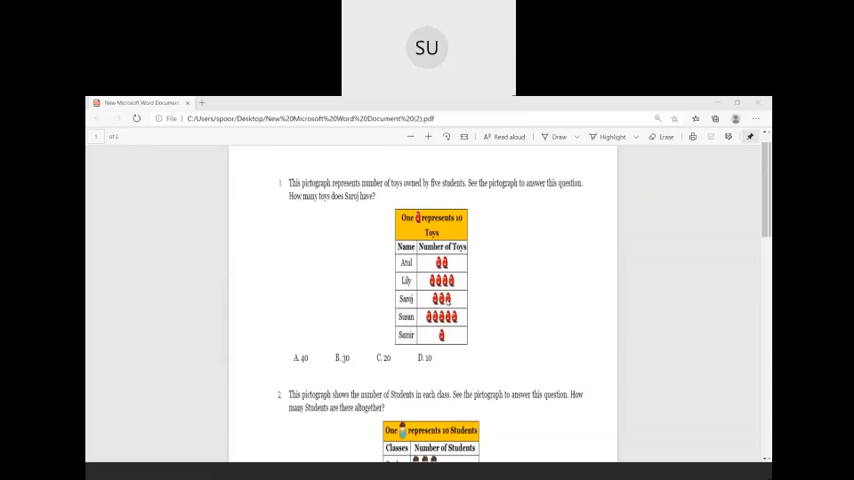 SU
New Microsoft Word Document
File C:/Users/spoor/Desktop/New%20Microsoft%20Word%20Document%20(2).pdf
1 of 2 Read aloud Draw Highlight Erase
1. This pictograph represents number of toys owned by five students. See the pictograph to answer this question.
How many toys does Saroj have?
One represents 10
Toys
Name Number of Toys
Atul
Lily
Saroj
Susan
Samir
A. 40 B. 30 C. 20 D. 10
2. This pictograph shows the number of Students in each class. See the pictograph to answer this question. How
many Students are there altogether?
One represents 10 Students
Classes Number of Students